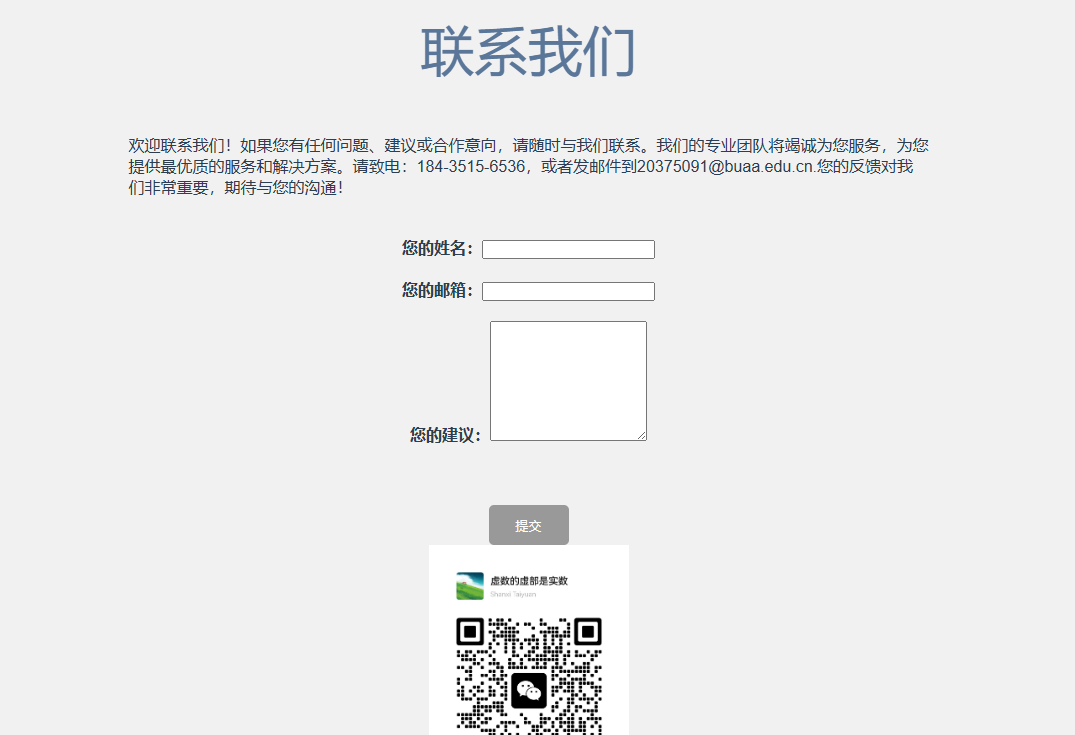 联系我们
欢迎联系我们！如果您有任何问题、建议或合作意向，请随时与我们联系。我们的专业团队将竭诚为您服务，为您
提供最优质的服务和解决方案。请致电：184-3515-6536，或者发邮件到20375091@buaa.edu.cn.您的反馈对我
们非常重要，期待与您的沟通！
您的姓名：
您的邮箱：
您的建议：
提交
虚数的虚部是实数
Shanxi Taiyuan